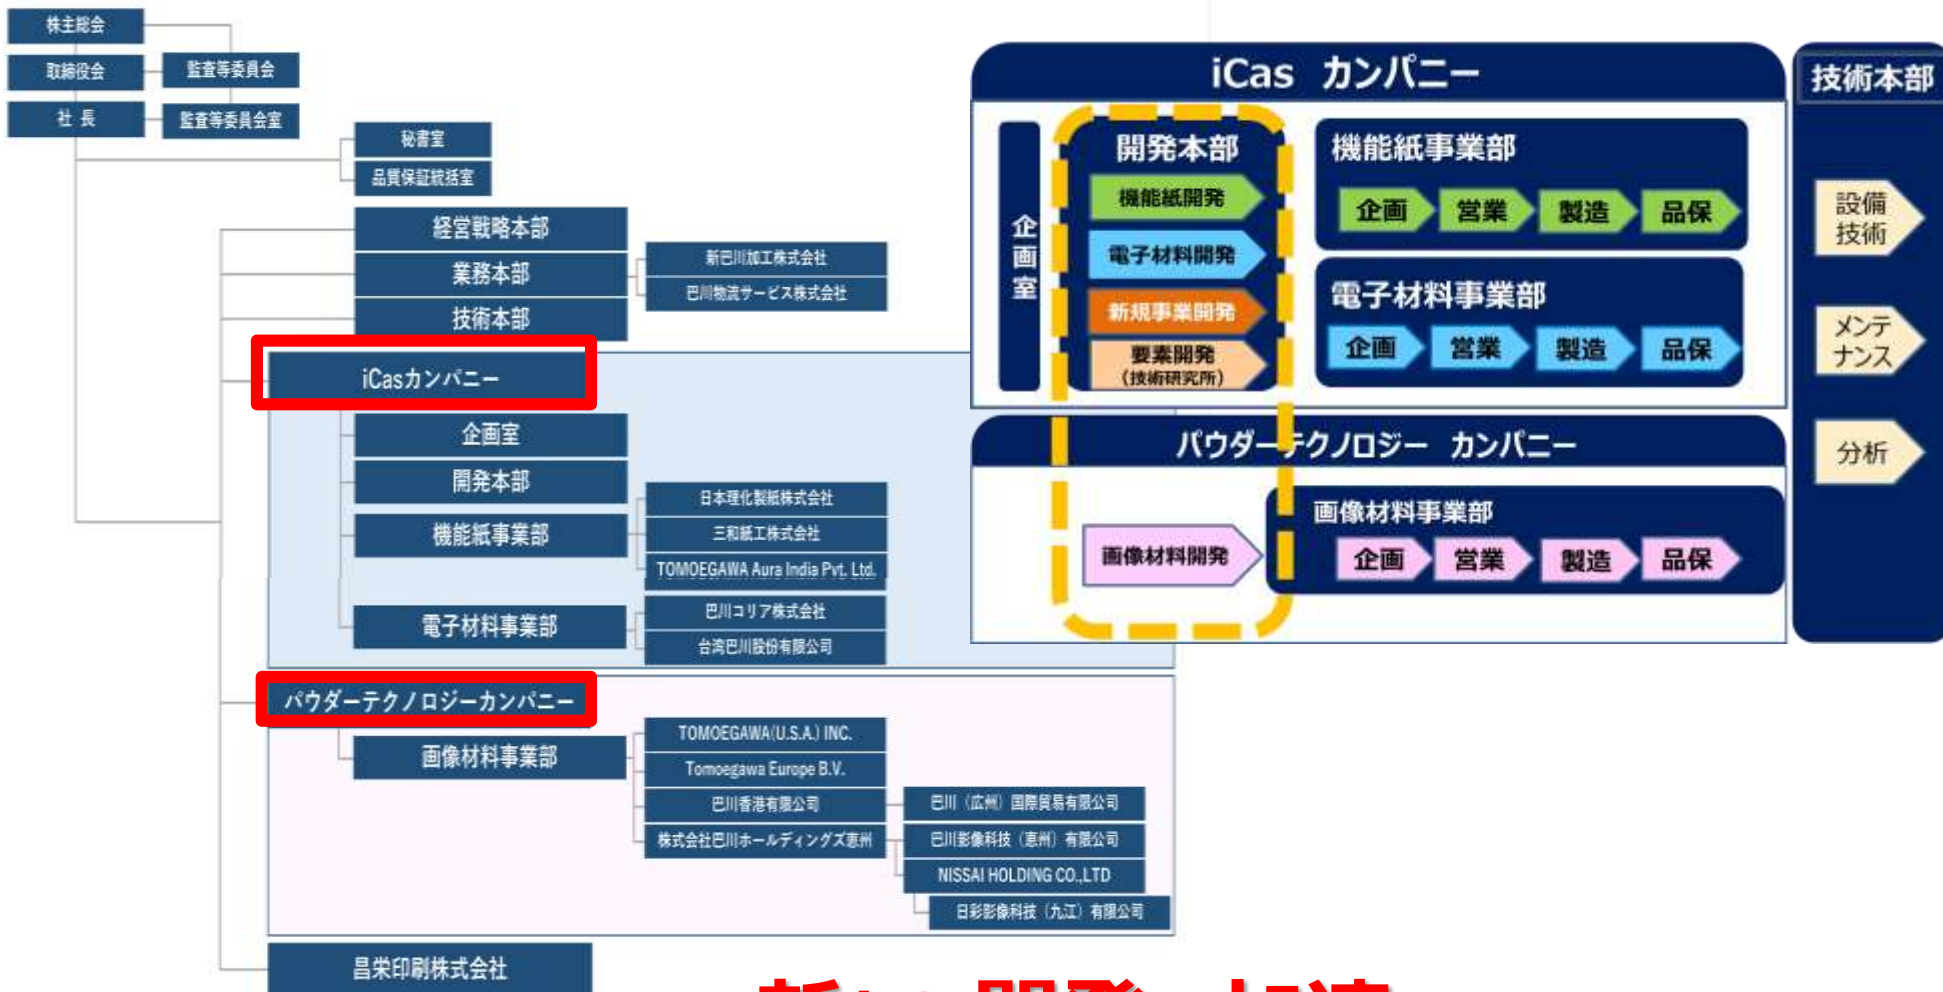 株主総会
取締役会
監査等委員会
社長
監査等委員会室
秘書室
品質保証統括室
経営戦略本部
業務本部
新巴川加工株式会社
巴川物流サービス株式会社
技術本部
iCasカンパニー
企画室
開発本部
機能紙事業部
日本理化製紙株式会社
三和紙工株式会社
TOMOEGAWA Aura India Pvt. Ltd.
電子材料事業部
巴川コリア株式会社
台湾巴川股份有限公司
パウダーテクノロジーカンパニー
画像材料事業部
TOMOEGAWA(U.S.A.) INC.
Tomoegawa Europe B.V.
巴川香港有限公司
巴川（広州）国際貿易有限公司
株式会社巴川ホールディングズ恵州
巴川影像科技（恵州）有限公司
NISSAI HOLDING CO.,LTD
日彩影像科技（九江）有限公司
昌栄印刷株式会社
iCas カンパニー
企画室
開発本部
機能紙開発
電子材料開発
新規事業開発
要素開発
（技術研究所）
機能紙事業部
企画 営業 製造 品保
電子材料事業部
企画 営業 製造 品保
パウダーテクノロジー カンパニー
画像材料開発
画像材料事業部
企画 営業 製造 品保
技術本部
設備
技術
メンテ
ナンス
分析